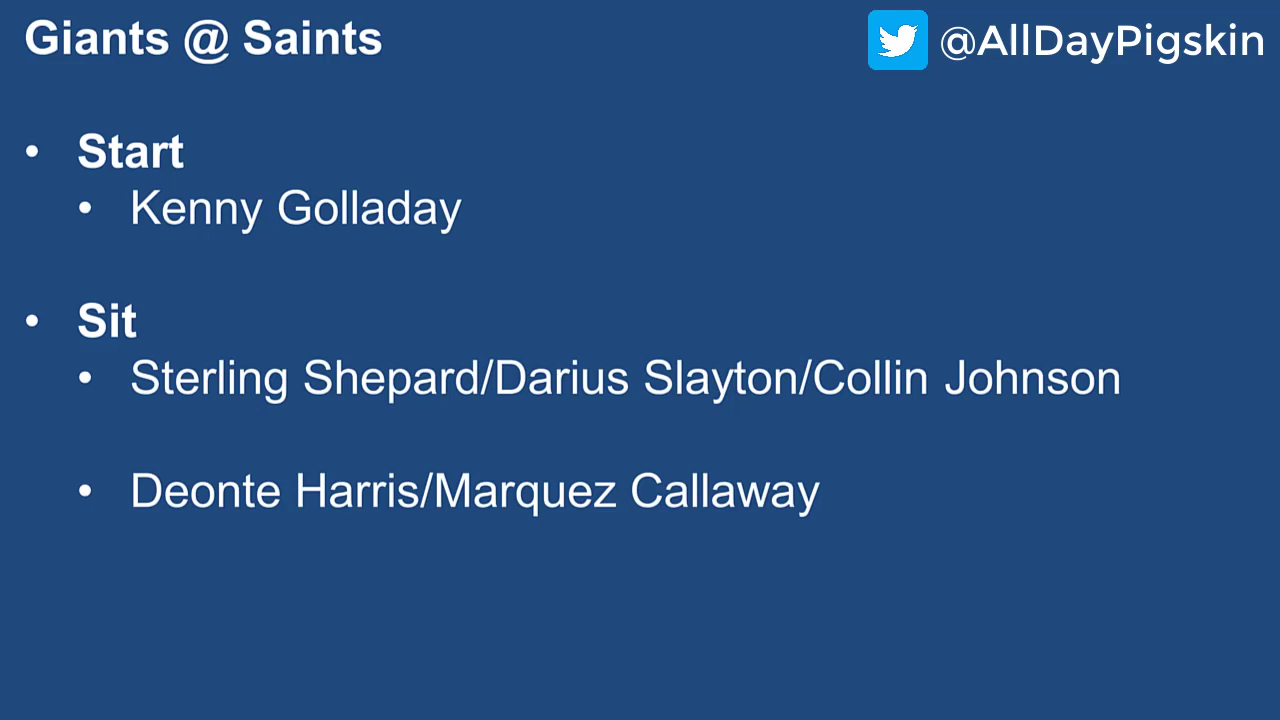 Giants @ Saints
@AllDayPigskin
• Start
• Kenny Golladay
• Sit
• Sterling Shepard/Darius Slayton/Collin Johnson
• Deonte Harris/Marquez Callaway